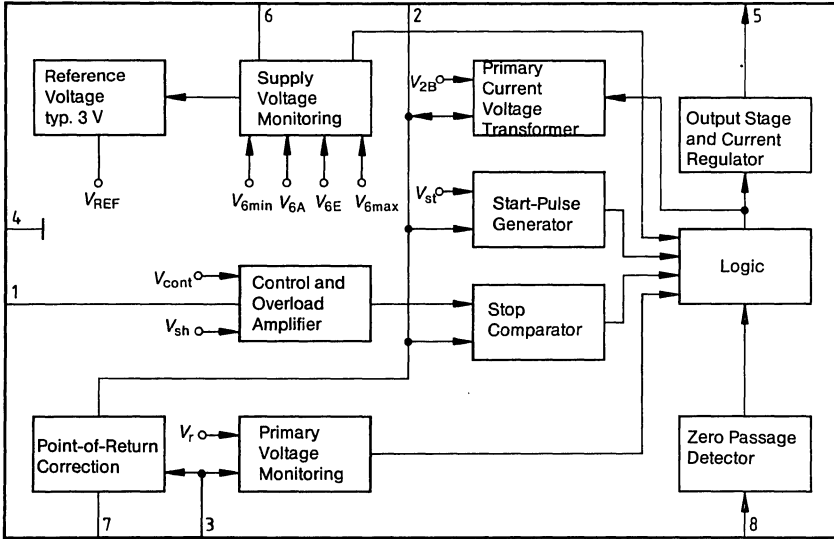 6
2
5
Reference
Voltage
typ. 3 V
Supply
Voltage
Monitoring
V2B
Primary
Current
Voltage
Transformer
Output Stage
and Current
Regulator
VREF
V6min
V6A
V6E
V6max
Vst
Start-Pulse
Generator
4
Logic
1
Vcont
Vsh
Control and
Overload
Amplifier
Stop
Comparator
Point-of-Return
Correction
Vr
Primary
Voltage
Monitoring
Zero Passage
Detector
7
3
8